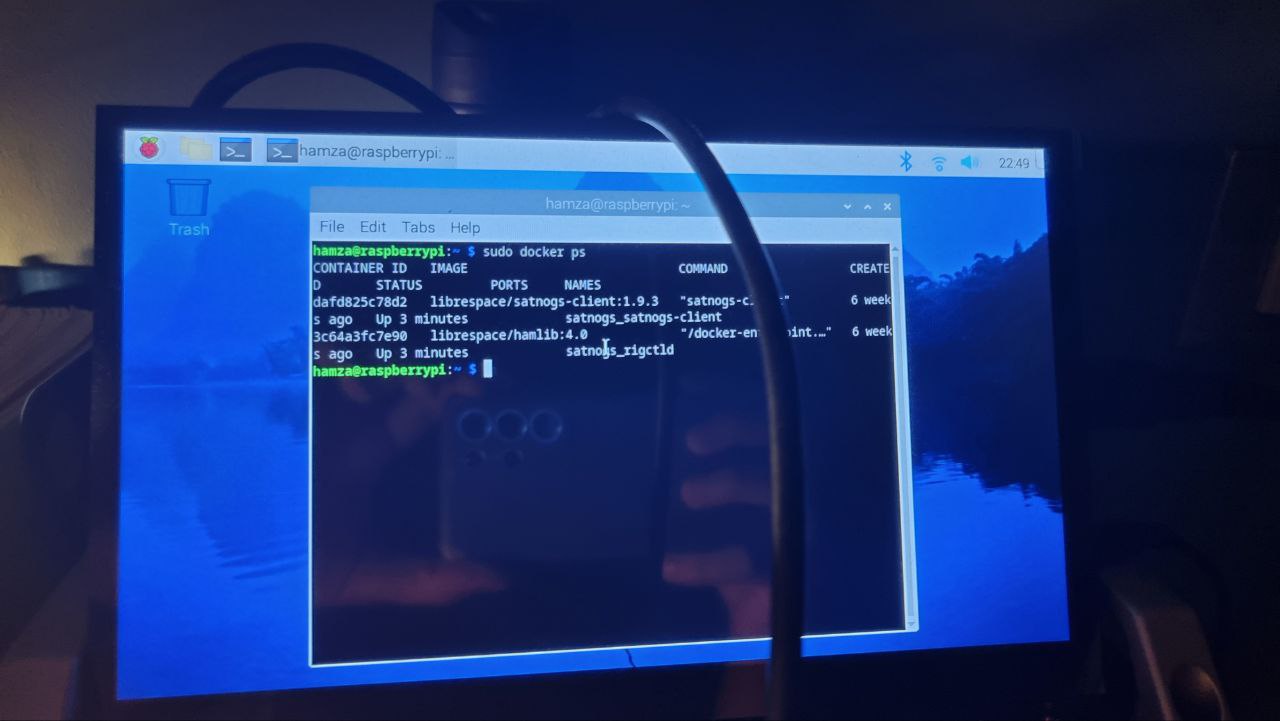 hamza@raspberrypi: ...
22:49
Trash
hamza@raspberrypi: ~
File Edit Tabs Help
hamza@raspberrypi:~ $ sudo docker ps
CONTAINER ID IMAGE COMMAND CREATE
D STATUS PORTS NAMES
dafd825c78d2 librespace/satnogs-client:1.9.3 6 week
s ago Up 3 minutes satnogs_satnogs-client
3c64a3fc7e90 librespace/hamlib:4.0 6 week
s ago Up 3 minutes satnogs_rigctld
hamza@raspberrypi:~ $